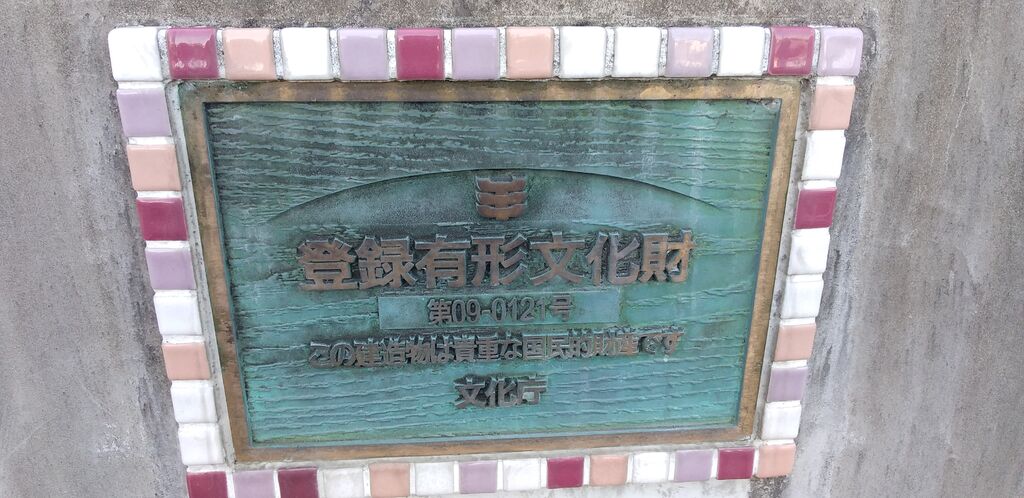 登録有形文化財
第09-0121号
この建造物は貴重な国民的財産です
文化庁